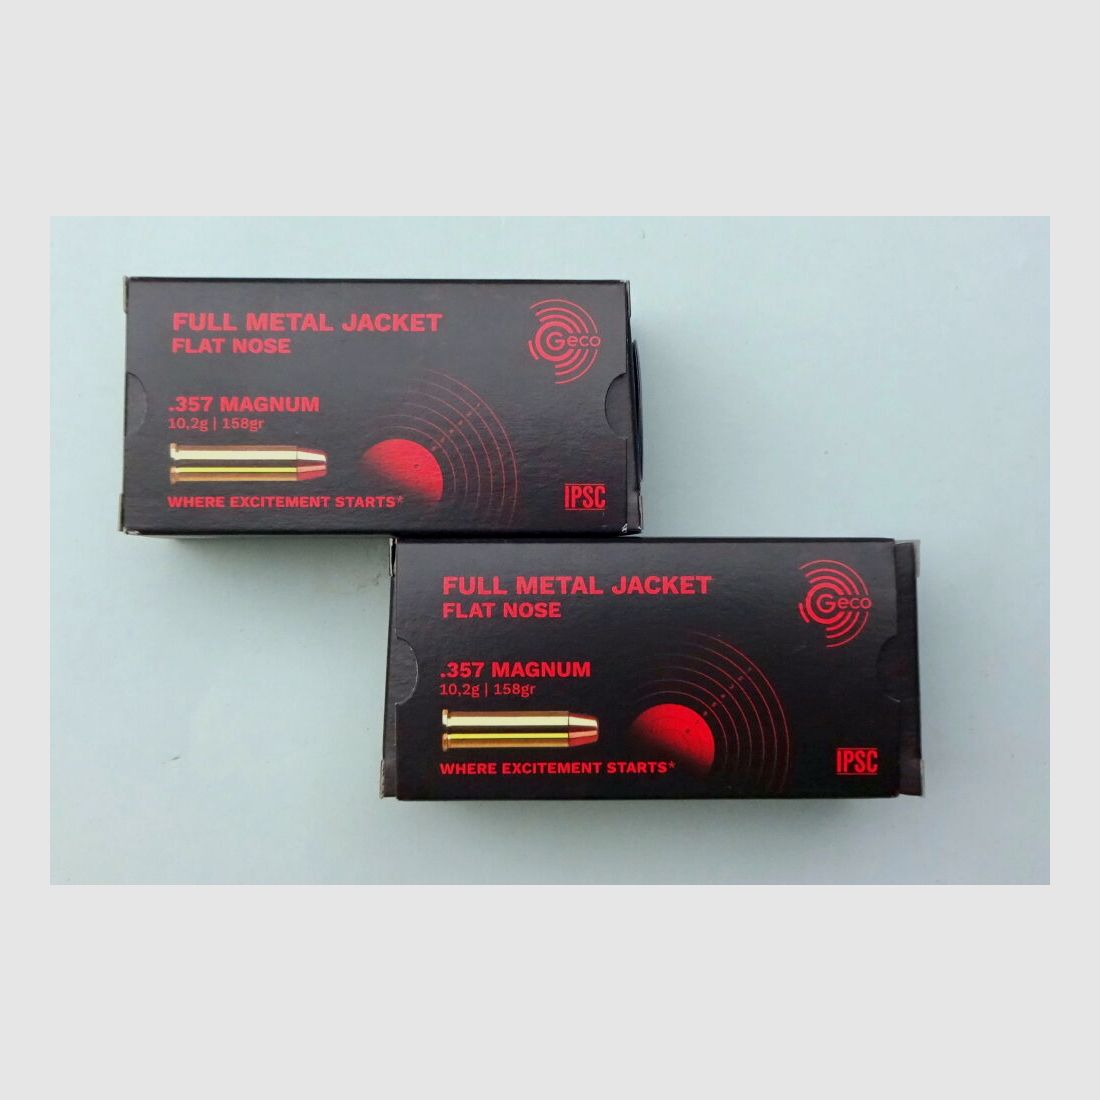 FULL METAL JACKET
FLAT NOSE
Geco
.357 MAGNUM
10,2g | 158gr
WHERE EXCITEMENT STARTS*
IPSC
FULL METAL JACKET
FLAT NOSE
Geco
.357 MAGNUM
10,2g | 158gr
WHERE EXCITEMENT STARTS*
IPSC